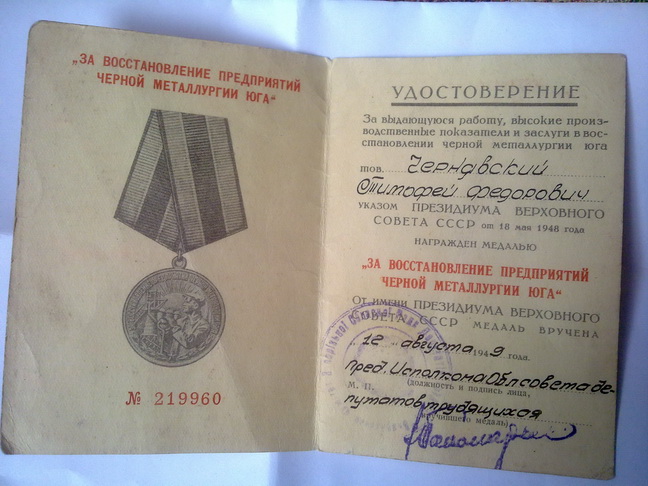 „ЗА ВОССТАНОВЛЕНИЕ ПРЕДПРИЯТИЙ
ЧЕРНОЙ МЕТАЛЛУРГИИ ЮГА“
№ 219960
УДОСТОВЕРЕНИЕ
За выдающуюся работу, высокие произ-
водственные показатели и заслуги в вос-
становлении черной металлургии юга
тов. Чернявский
Тимофей Федорович
УКАЗОМ ПРЕЗИДИУМА ВЕРХОВНОГО
СОВЕТА СССР от 18 мая 1948 года
НАГРАЖДЕН МЕДАЛЬЮ
„ЗА ВОССТАНОВЛЕНИЕ ПРЕДПРИЯТИЙ
ЧЕРНОЙ МЕТАЛЛУРГИИ ЮГА“
От имени ПРЕЗИДИУМА ВЕРХОВНОГО
СОВЕТА СССР МЕДАЛЬ ВРУЧЕНА
„12„ августа 1949 года.
Пред. Исполкома Облсовета де-
М. П. (должность и подпись лица,
путатов трудящихся
вручившего медаль)